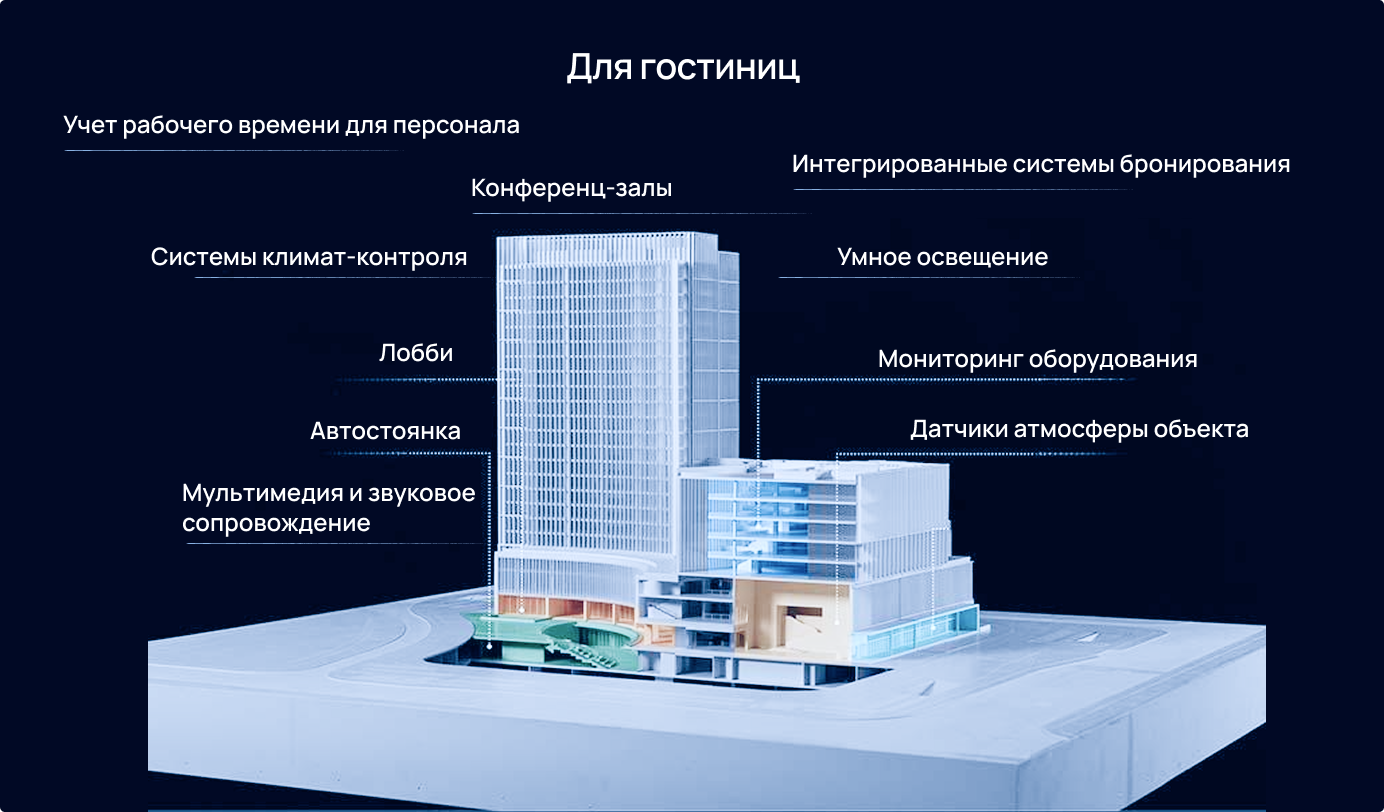 Для гостиниц
Учет рабочего времени для персонала
Интегрированные системы бронирования
Конференц-залы
Системы климат-контроля
Умное освещение
Лобби
Мониторинг оборудования
Автостоянка
Датчики атмосферы объекта
Мультимедия и звуковое
сопровождение